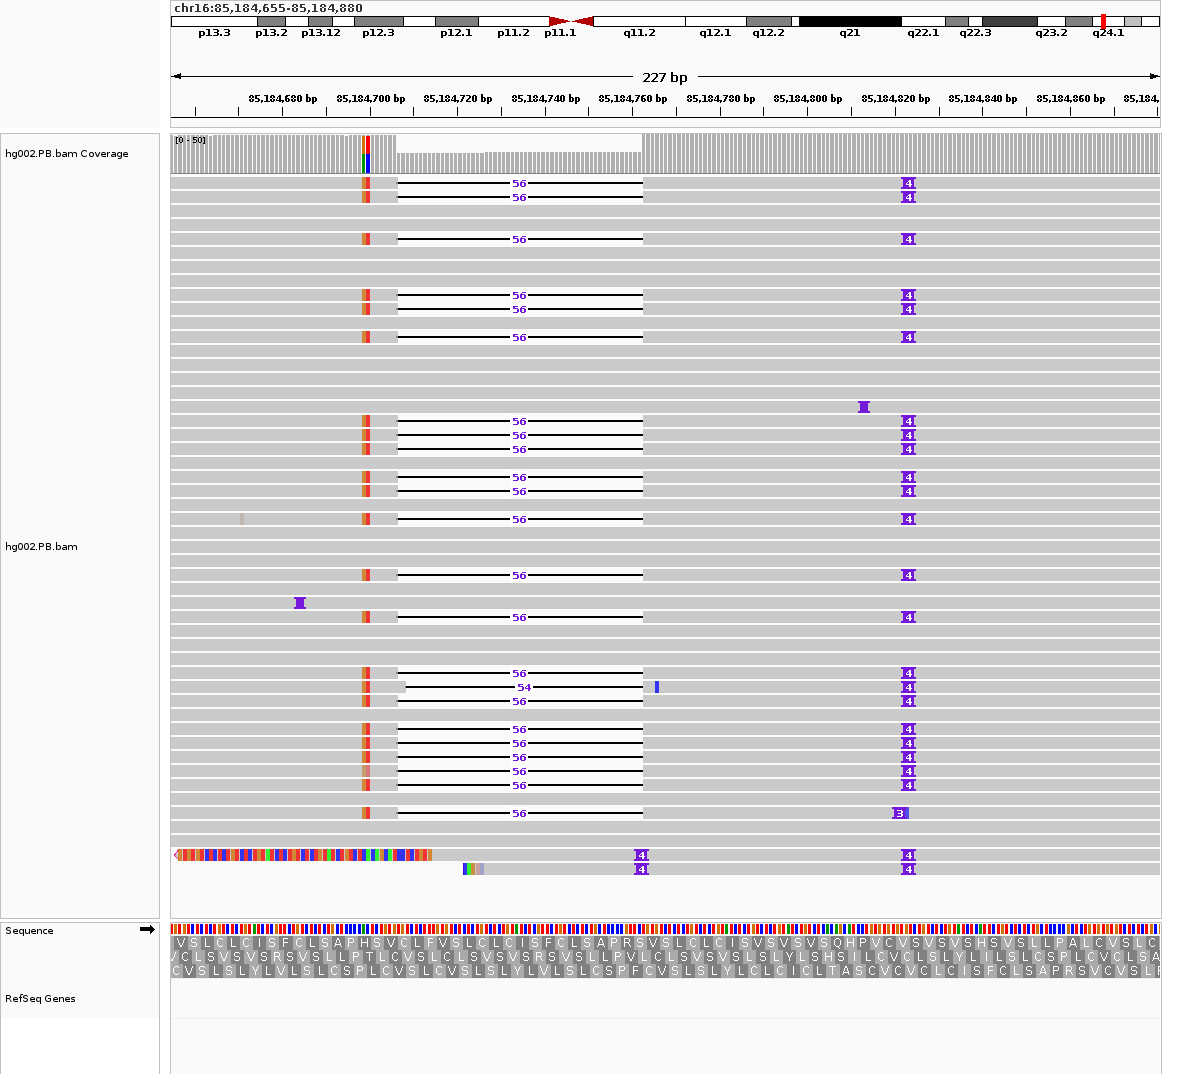 chr16:85,184,655-85,184,880
p13.3 p13.2 p13.12 p12.3 p12.1 p11.2 p11.1 q11.2 q12.1 q12.2 q21 q22.1 q22.3 q23.2 q24.1
227 bp
85,184,680 bp 85,184,700 bp 85,184,720 bp 85,184,740 bp 85,184,760 bp 85,184,780 bp 85,184,800 bp 85,184,820 bp 85,184,840 bp 85,184,860 bp 85,184,
[0 - 50]
hg002.PB.bam Coverage
56 4
56 4
56 4
56 4
56 4
56 4
56 4
56 4
56 4
56 4
56 4
56 4
hg002.PB.bam
56 4
56 4
56 4
54 4
56 4
56 4
56 4
56 4
56 4
56 4
56 3
4 4
4 4
Sequence
V S L C L C I S F C L S A P H S V C L F V S L C L C I S F C L S A P R S V S L C L C I S V S V S V S Q H P V C V S V S V S H S V S L L P A L C V S L C
RefSeq Genes